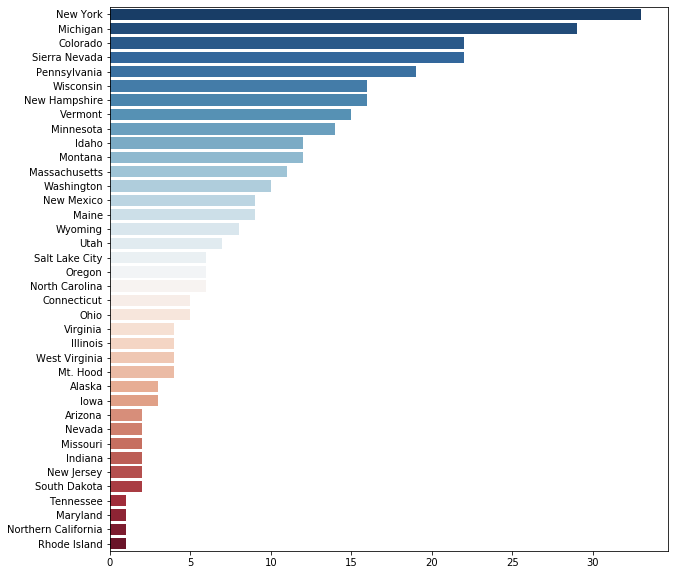 New York
Michigan
Colorado
Sierra Nevada
Pennsylvania
Wisconsin
New Hampshire
Vermont
Minnesota
Idaho
Montana
Massachusetts
Washington
New Mexico
Maine
Wyoming
Utah
Salt Lake City
Oregon
North Carolina
Connecticut
Ohio
Virginia
Illinois
West Virginia
Mt. Hood
Alaska
Iowa
Arizona
Nevada
Missouri
Indiana
New Jersey
South Dakota
Tennessee
Maryland
Northern California
Rhode Island
0 5 10 15 20 25 30